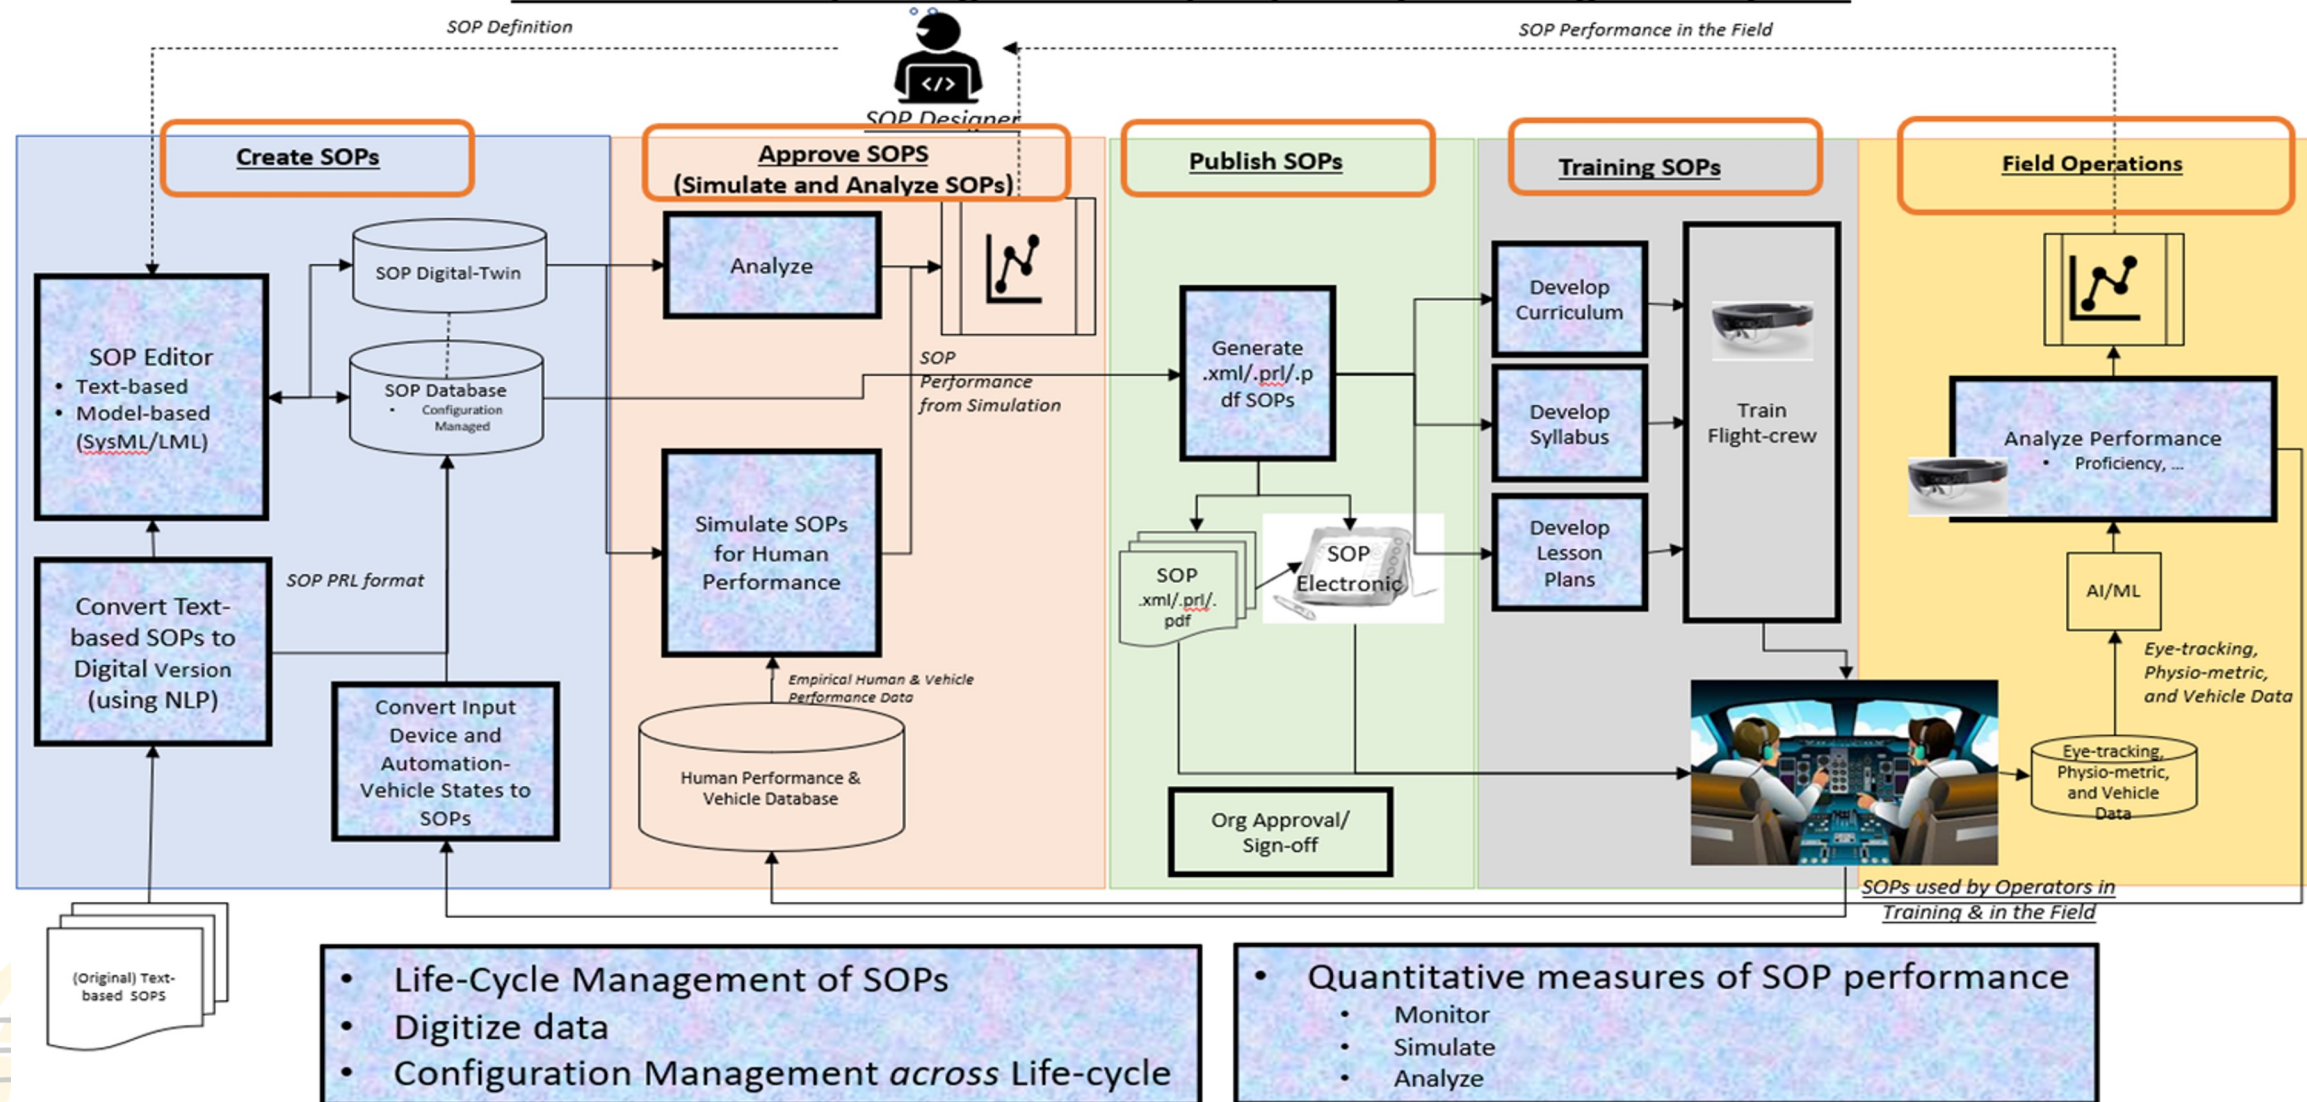 SOP Definition
SOP Performance in the Field
</>
SOP Designer
Create SOPs
Approve SOPS
(Simulate and Analyze SOPs)
Publish SOPs
Training SOPs
Field Operations
SOP Editor
• Text-based
• Model-based
(SysML/LML)
SOP Digital-Twin
SOP Database
• Configuration
Managed
SOP PRL format
Convert Text-
based SOPs to
Digital Version
(using NLP)
Convert Input
Device and
Automation-
Vehicle States to
SOPs
(Original) Text-
based SOPS
Analyze
SOP
Performance
from Simulation
Simulate SOPs
for Human
Performance
Empirical Human & Vehicle
Performance Data
Human Performance &
Vehicle Database
Generate
.xml/.prl/.p
df SOPs
SOP
.xml/.prl/.
pdf
SOP
Electronic
Org Approval/
Sign-off
Develop
Curriculum
Develop
Syllabus
Develop
Lesson
Plans
Train
Flight-crew
Analyze Performance
• Proficiency, ...
AI/ML
Eye-tracking,
Physio-metric,
and Vehicle Data
Eye-tracking,
Physio-metric,
and Vehicle
Data
SOPs used by Operators in
Training & in the Field
• Life-Cycle Management of SOPs
• Digitize data
• Configuration Management across Life-cycle
• Quantitative measures of SOP performance
• Monitor
• Simulate
• Analyze